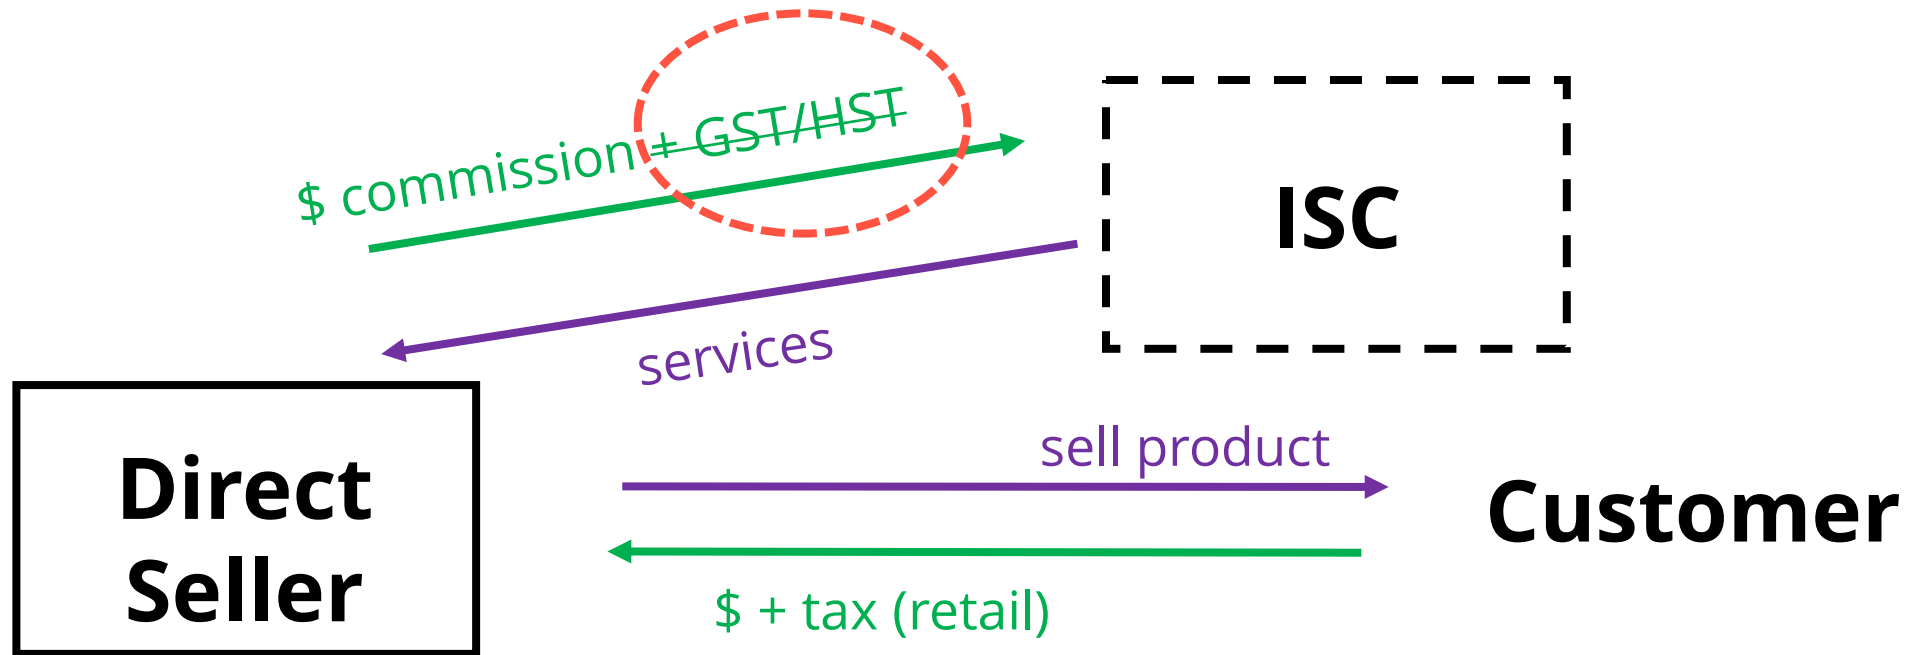 $ commission + GST/HST
ISC
services
sell product
Direct
Seller
Customer
$ + tax (retail)